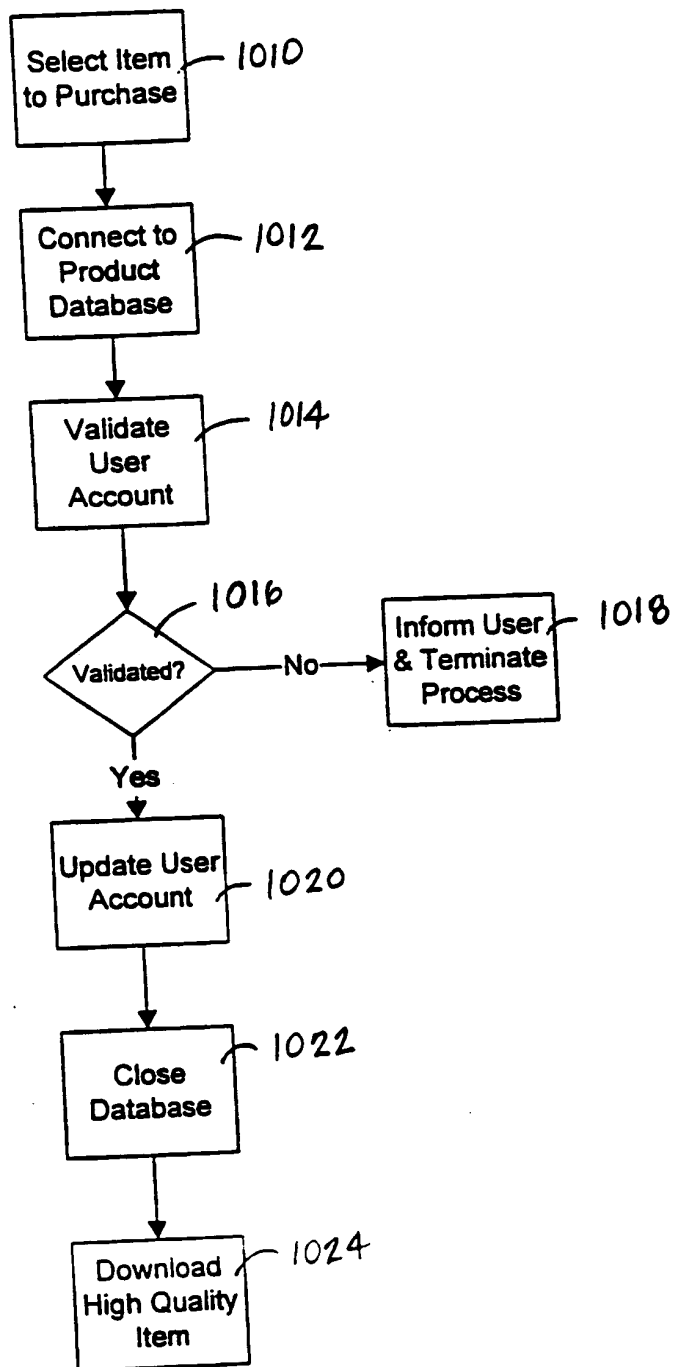 Select Item
to Purchase
1010
Connect to
Product
Database
1012
Validate
User
Account
1014
Validated?
1016
No
Inform User
& Terminate
Process
1018
Yes
Update User
Account
1020
Close
Database
1022
Download
High Quality
Item
1024